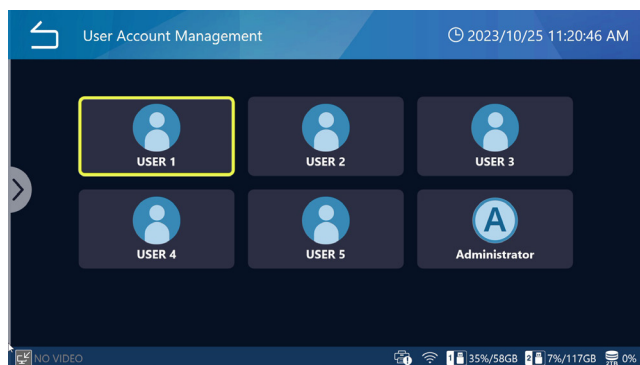 User Account Management 2023/10/25 11:20:46 AM
USER 1 USER 2 USER 3
A
USER 4 USER 5 Administrator
NO VIDEO 1 35%/58GB 2 7%/117GB 2TB 0%